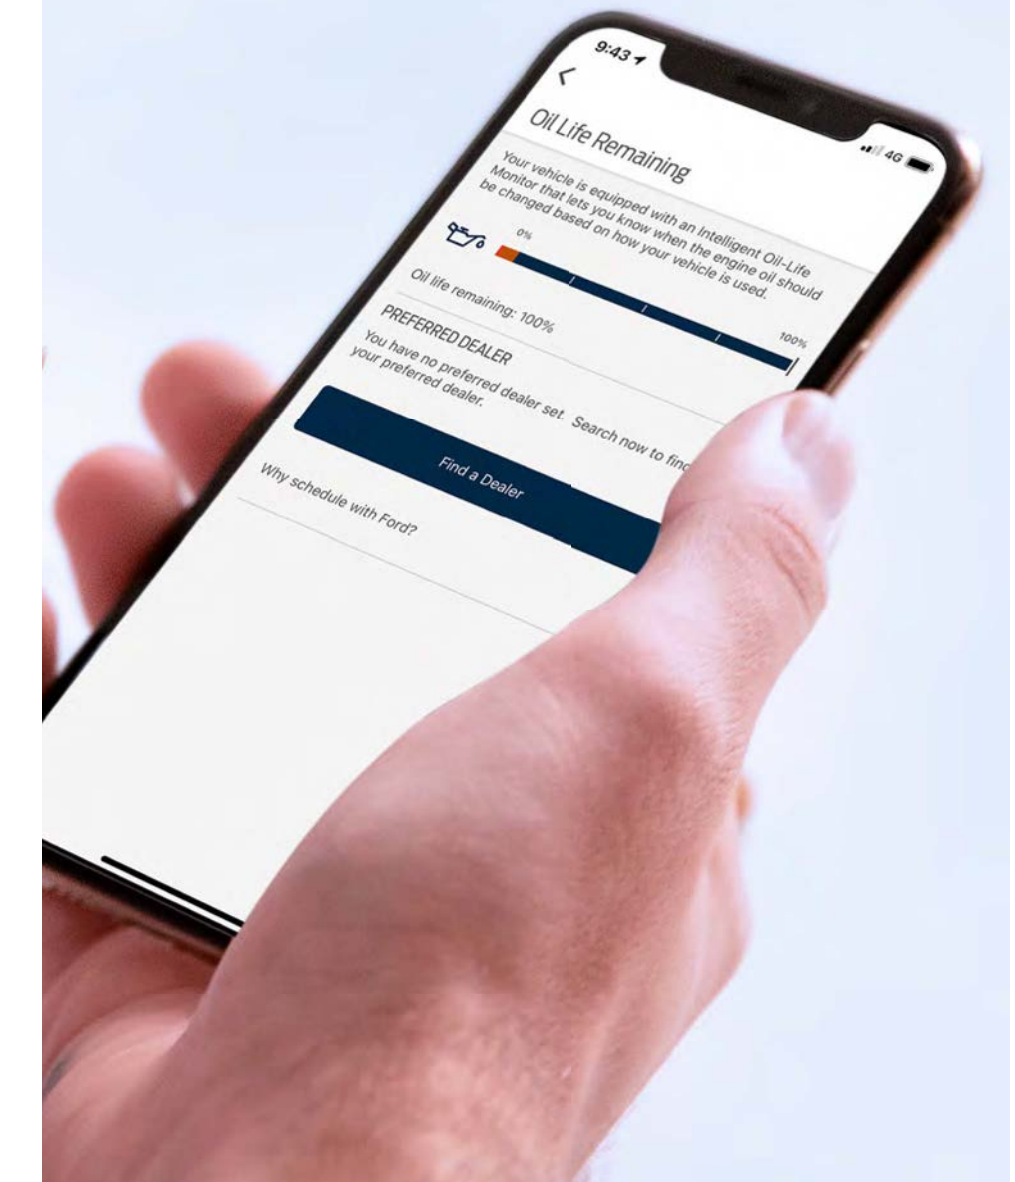 9:43
4G
Oil Life Remaining
Your vehicle is equipped with an Intelligent Oil-Life
Monitor that lets you know when the engine oil should
be changed based on how your vehicle is used.
0%
100%
Oil life remaining: 100%
PREFERRED DEALER
You have no preferred dealer set. Search now to find
your preferred dealer.
Find a Dealer
Why schedule with Ford?